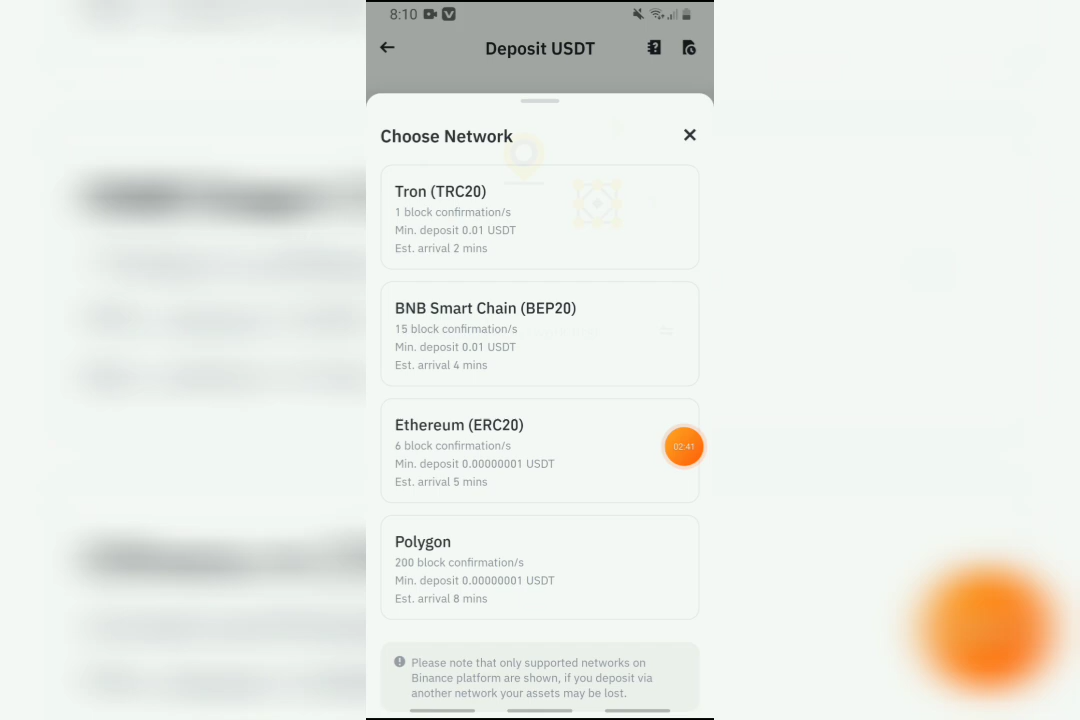 8:10
Deposit USDT
Choose Network
Tron (TRC20)
1 block confirmation/s
Min. deposit 0.01 USDT
Est. arrival 2 mins
BNB Smart Chain (BEP20)
15 block confirmation/s
Min. deposit 0.01 USDT
Est. arrival 4 mins
Ethereum (ERC20)
6 block confirmation/s
Min. deposit 0.00000001 USDT
Est. arrival 5 mins
02:41
Polygon
200 block confirmation/s
Min. deposit 0.00000001 USDT
Est. arrival 8 mins
Please note that only supported networks on
Binance platform are shown, if you deposit via
another network your assets may be lost.